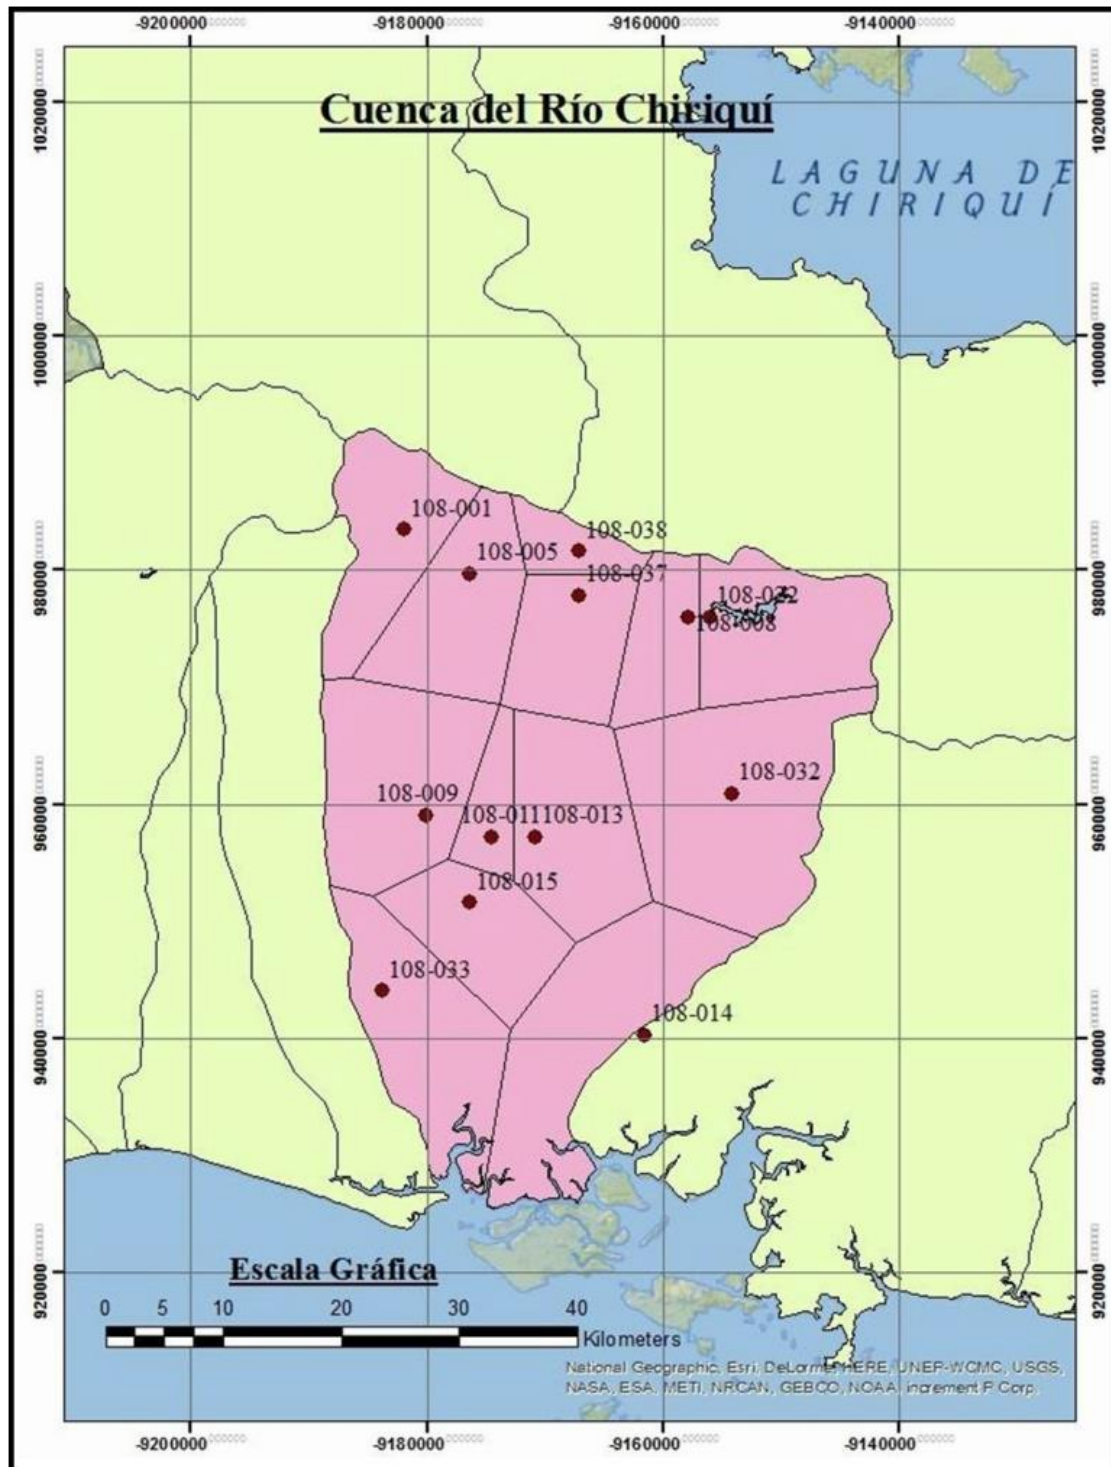 -9200000 -9180000 -9160000 -9140000
Cuenca del Río Chiriquí
1020000 1020000
LAGUNA DE
CHIRIQUÍ
1000000 1000000
108-001
108-038
108-005
980000 980000
108-037
108-022
108-008
108-032
108-009
960000 960000
108-011 108-013
108-015
108-033
108-014
940000 940000
920000 920000
Escala Gráfica
0 5 10 20 30 40
Kilometers
National Geographic, Esri, DeLorme, HERE, UNEP-WCMC, USGS,
NASA, ESA, METI, NRCAN, GEBCO, NOAA, increment P Corp.
-9200000 -9180000 -9160000 -9140000